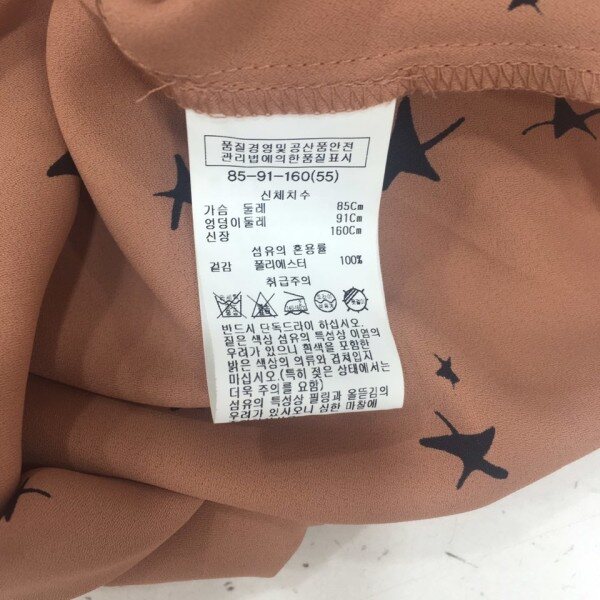 품질경영및공산품안전
관리법에의한품질표시
85-91-160(55)
신체치수
가슴 둘레 85Cm
엉덩이둘레 91Cm
신장 160Cm
섬유의 혼용률
겉감 폴리에스터 100%
취급주의
반드시 단독드라이 하십시오.
짙은 색상 섬유의 특성상 이염의
우려가 있으니 흰색을 포함한
밝은 색상의 의류와 겹쳐입지
마십시오.(특히 젖은 상태에서는
더욱 주의를 요함)
섬유의 특성상 필링과 올뜯김의
우려가 있사오니 심한 마찰에